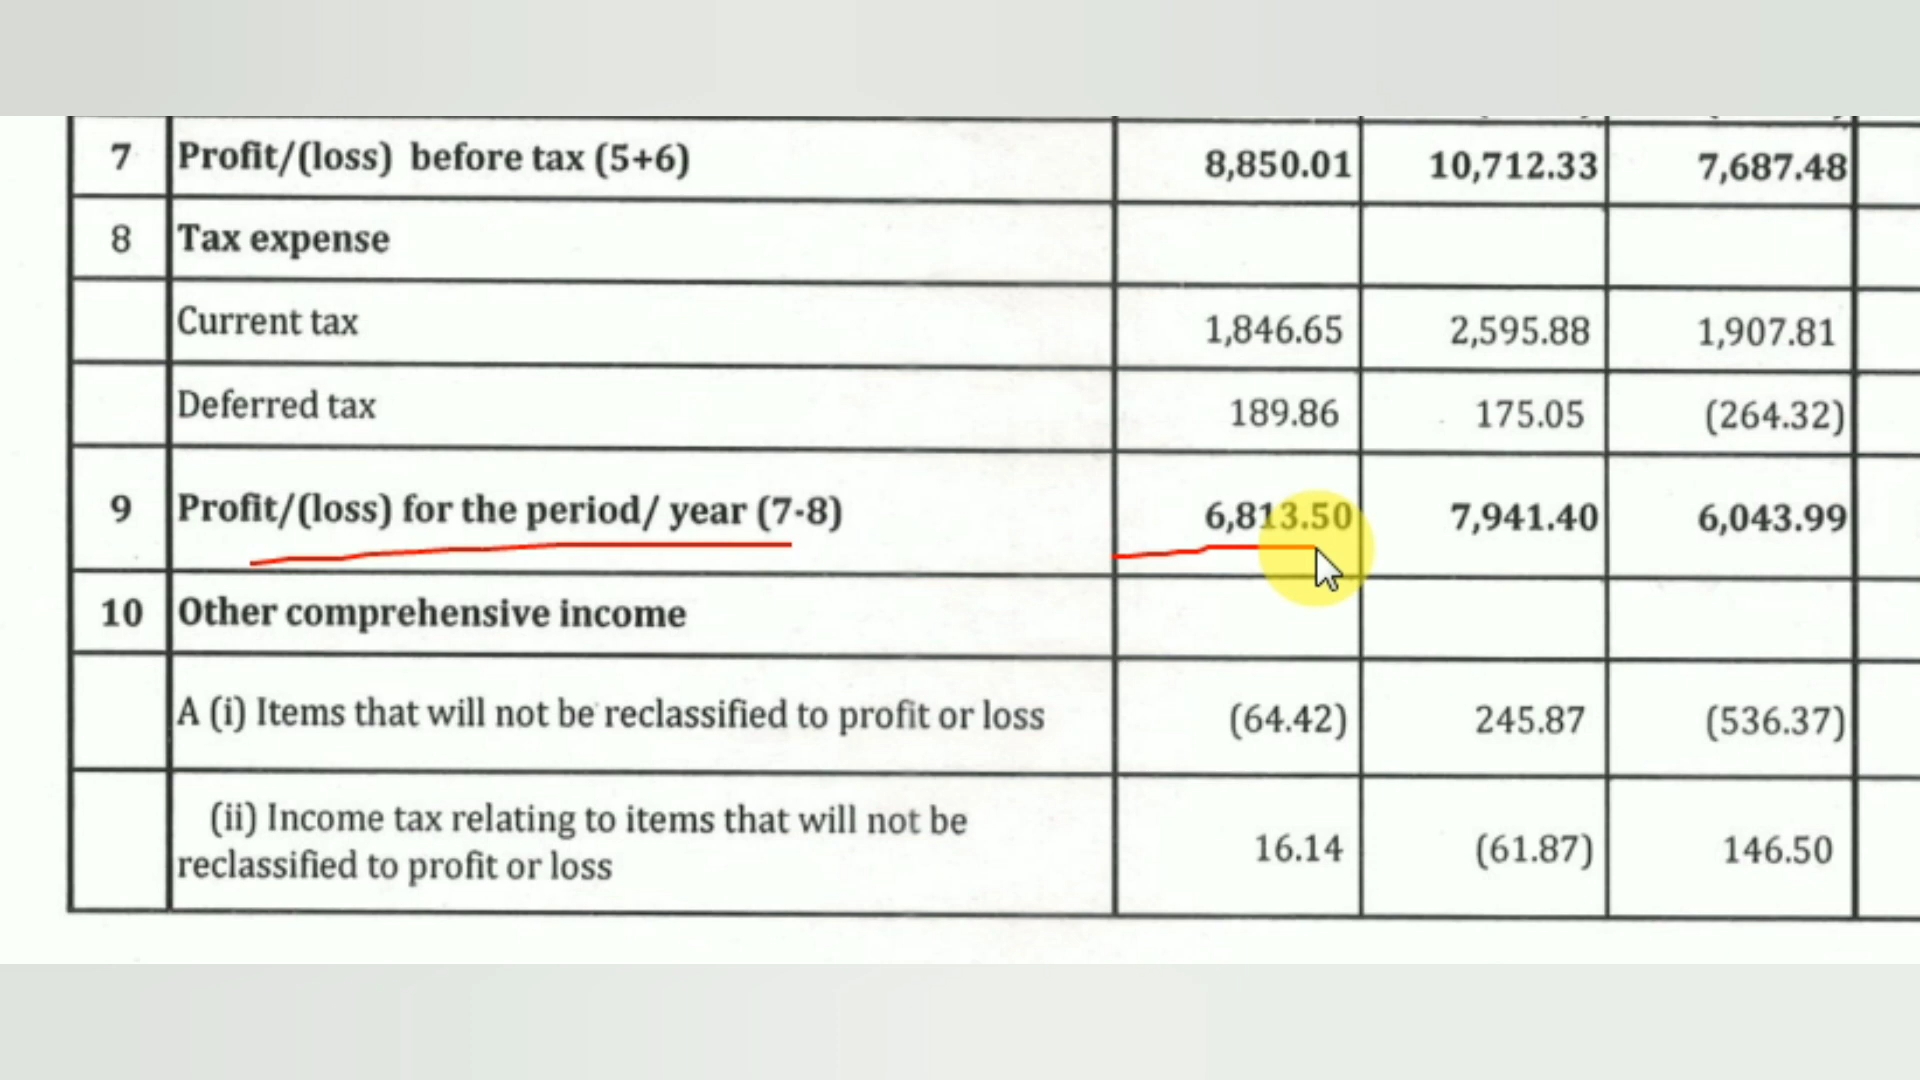 7 Profit/(loss) before tax (5+6) 8,850.01 10,712.33 7,687.48
8 Tax expense
Current tax 1,846.65 2,595.88 1,907.81
Deferred tax 189.86 175.05 (264.32)
9 Profit/(loss) for the period/ year (7-8) 6,813.50 7,941.40 6,043.99
10 Other comprehensive income
A (i) Items that will not be reclassified to profit or loss (64.42) 245.87 (536.37)
(ii) Income tax relating to items that will not be
reclassified to profit or loss 16.14 (61.87) 146.50